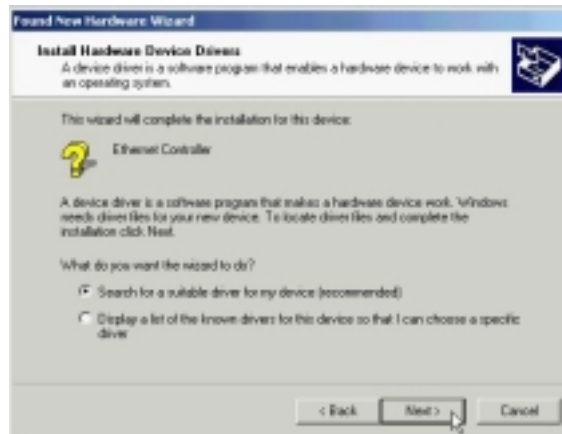 Found New Hardware Wizard
Install Hardware Device Drivers
A device driver is a software program that enables a hardware device to work with
an operating system.
This wizard will complete the installation for this device:
Ethernet Controller
A device driver is a software program that makes a hardware device work. Windows
needs driver files for your new device. To locate driver files and complete the
installation click Next.
What do you want the wizard to do?
Search for a suitable driver for my device (recommended)
Display a list of the known drivers for this device so that I can choose a specific
driver
< Back
Next >
Cancel